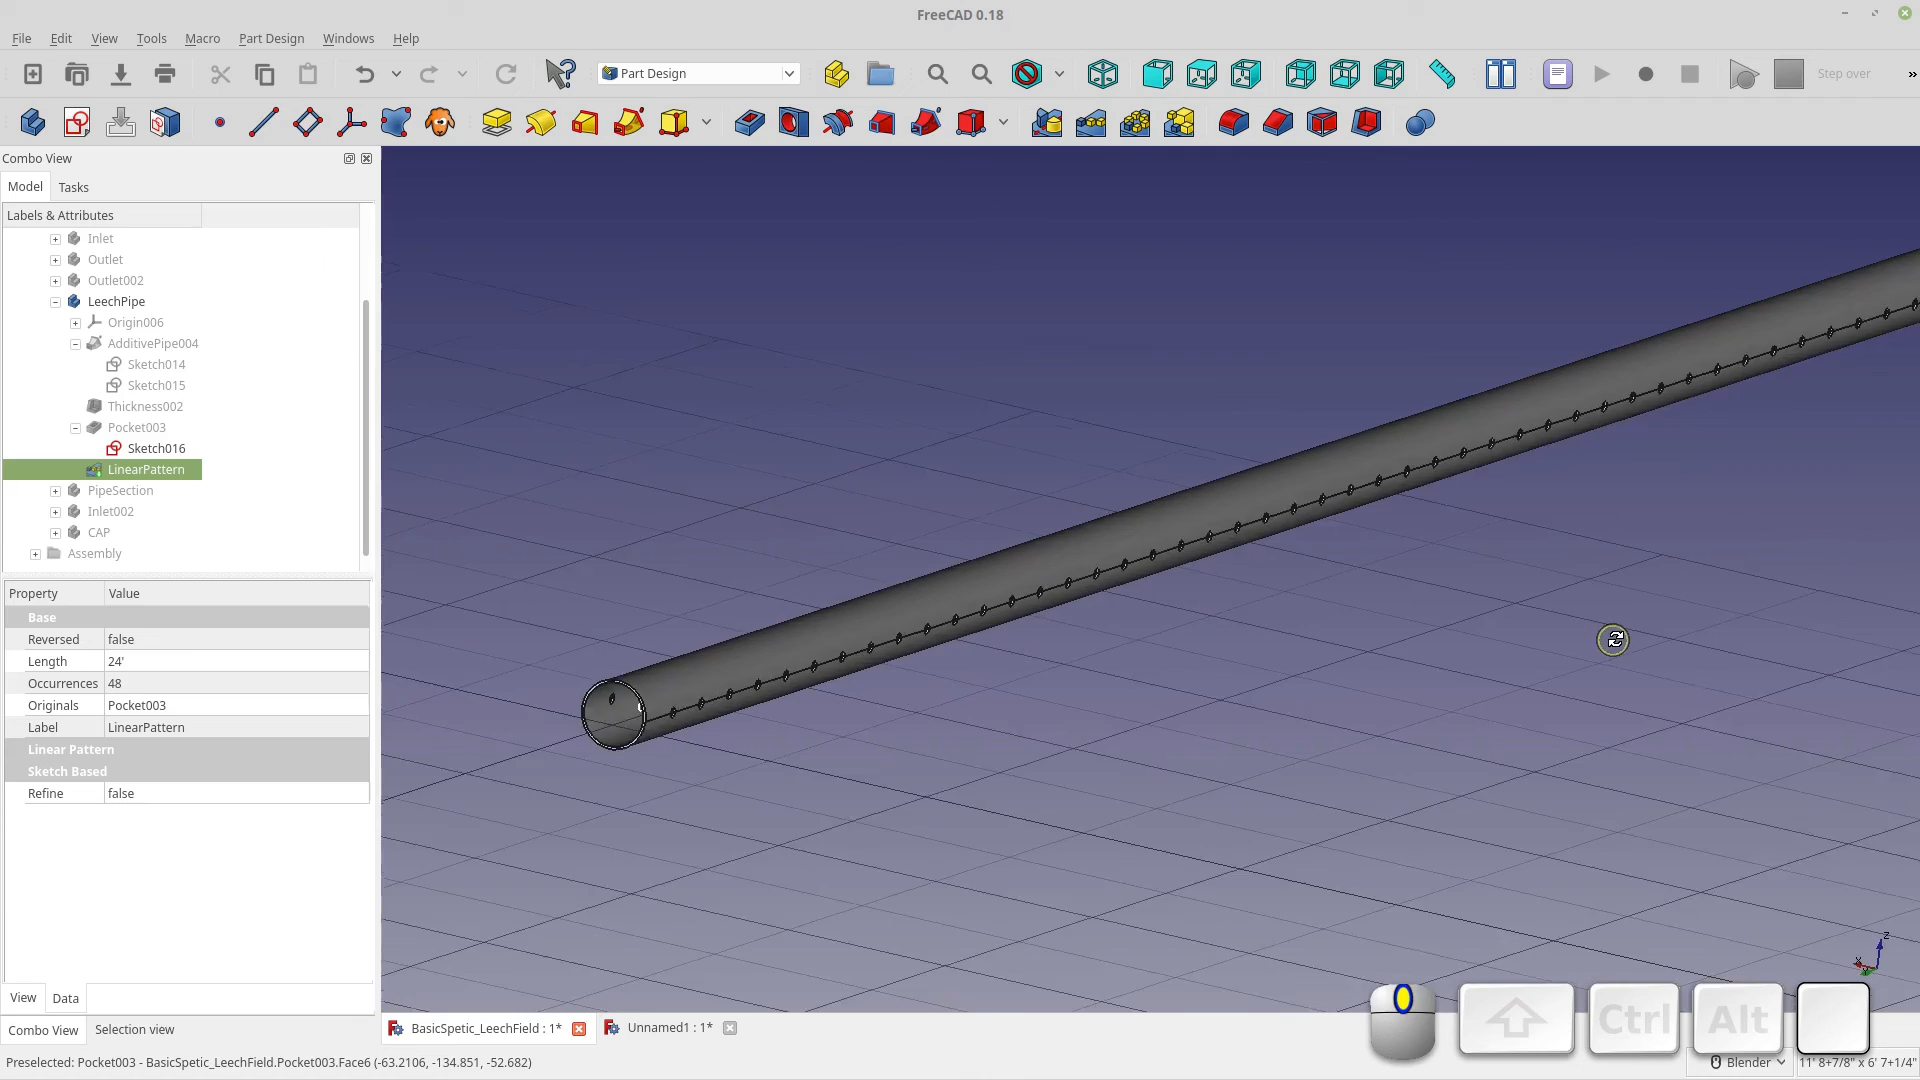 FreeCAD 0.18
File Edit View Tools Macro Part Design Windows Help
Part Design
Step over
»
Combo View
Model Tasks
Labels & Attributes
Inlet
Outlet
Outlet002
LeechPipe
Origin006
AdditivePipe004
Sketch014
Sketch015
Thickness002
Pocket003
Sketch016
LinearPattern
PipeSection
Inlet002
CAP
Assembly
Property Value
Base
Reversed false
Length 24'
Occurrences 48
Originals Pocket003
Label LinearPattern
Linear Pattern
Sketch Based
Refine false
View Data
Combo View Selection view
BasicSpetic_LeechField : 1*
Unnamed1 : 1*
Z
X
Ctrl Alt
Preselected: Pocket003 - BasicSpetic_LeechField.Pocket003.Face6 (-63.2106, -134.851, -52.682)
Blender
11' 8+7/8" x 6' 7+1/4"